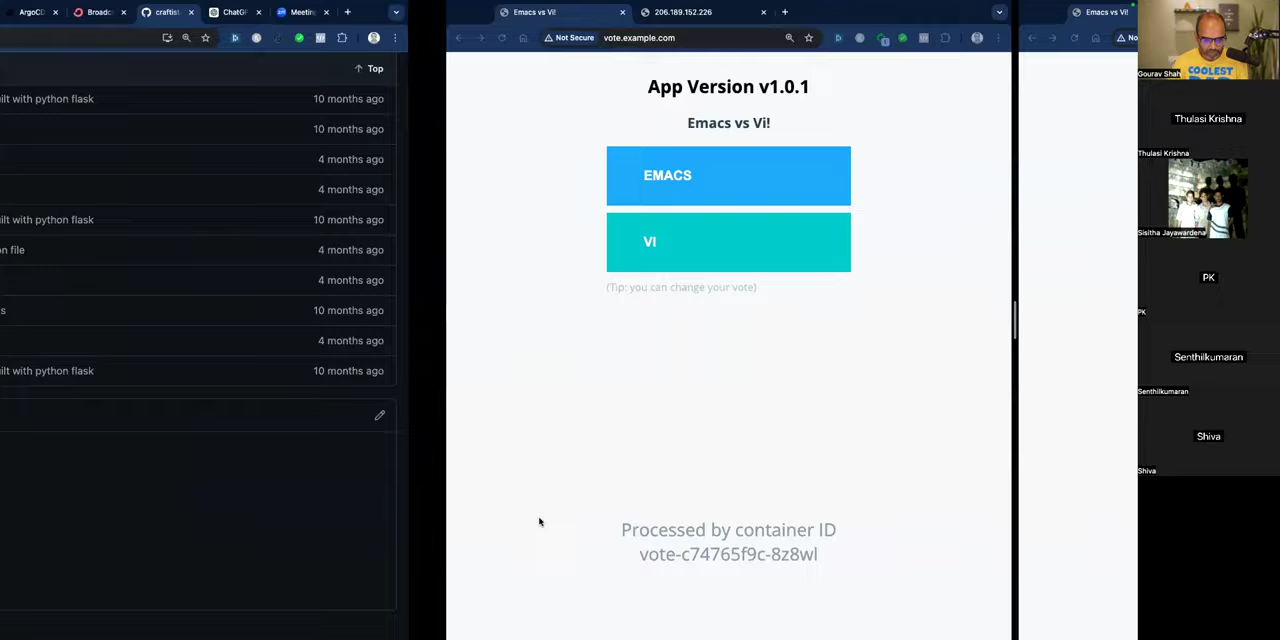 ArgoCD
Broadc
craftist
ChatGP
Meetin
Top
ilt with python flask 10 months ago
10 months ago
4 months ago
4 months ago
ilt with python flask 10 months ago
on file 4 months ago
4 months ago
s 10 months ago
4 months ago
ilt with python flask 10 months ago
Emacs vs Vi!
206.189.152.226
Not Secure vote.example.com
App Version v1.0.1
Emacs vs Vi!
EMACS
VI
(Tip: you can change your vote)
Processed by container ID
vote-c74765f9c-8z8wl
Emacs vs Vi!
No
COOLEST
Gourav Shah
Thulasi Krishna
Thulasi Krishna
Sisitha Jayawardena
PK
PK
Senthilkumaran
Senthilkumaran
Shiva
Shiva